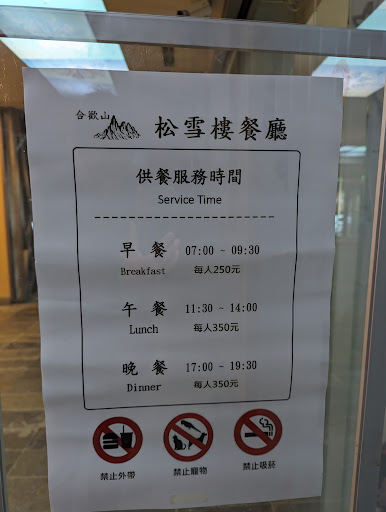 合歡山
松雪樓餐廳
供餐服務時間
Service Time
早餐 07:00 ~ 09:30
Breakfast 每人250元
午餐 11:30 ~ 14:00
Lunch 每人350元
晚餐 17:00 ~ 19:30
Dinner 每人350元
禁止外帶 禁止寵物 禁止吸菸